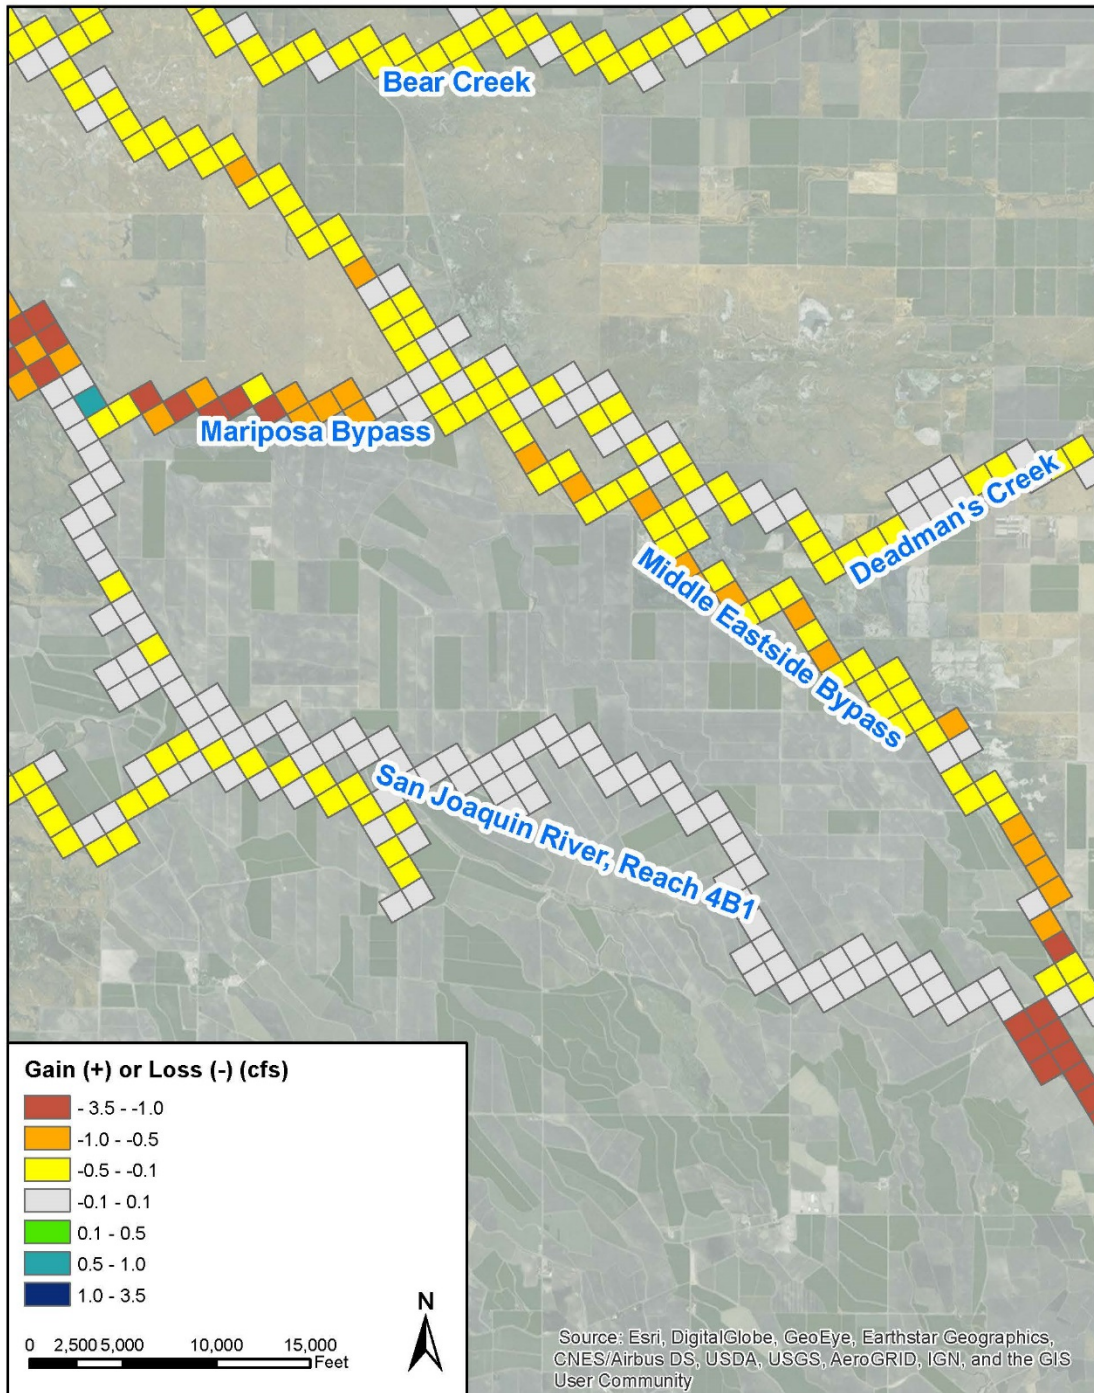 Bear Creek
Mariposa Bypass
Deadman's Creek
Middle Eastside Bypass
San Joaquin River, Reach 4B1
Gain (+) or Loss (-) (cfs)
- 3.5 - -1.0
-1.0 - -0.5
-0.5 - -0.1
-0.1 - 0.1
0.1 - 0.5
0.5 - 1.0
1.0 - 3.5
N
0 2,500 5,000 10,000 15,000
Feet
Source: Esri, DigitalGlobe, GeoEye, Earthstar Geographics,
CNES/Airbus DS, USDA, USGS, AeroGRID, IGN, and the GIS
User Community